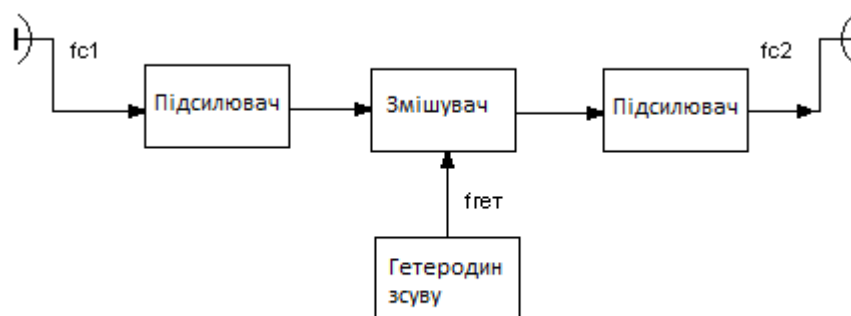 fc1
fc2
Підсилювач
Змішувач
Підсилювач
fгет
Гетеродин
зсуву